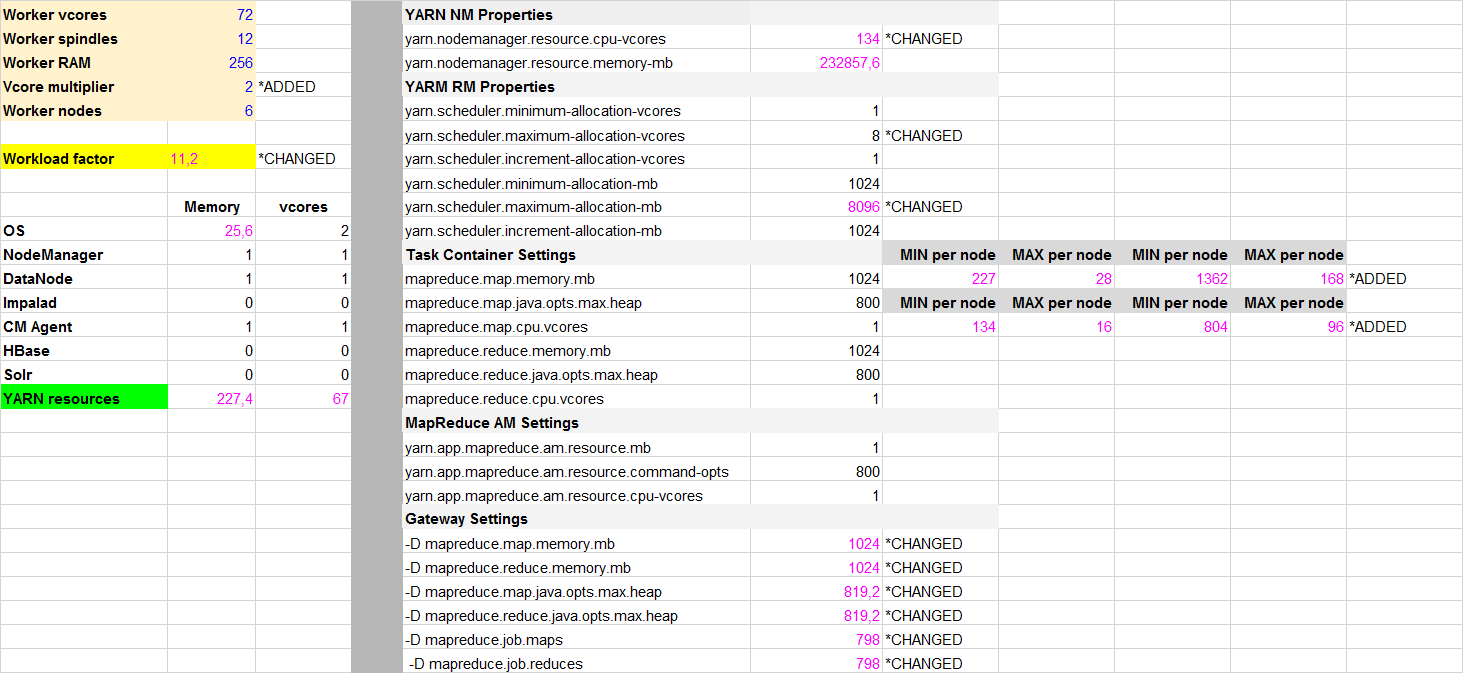 Worker vcores 72 YARN NM Properties
Worker spindles 12 yarn.nodemanager.resource.cpu-vcores 134 *CHANGED
Worker RAM 256 yarn.nodemanager.resource.memory-mb 232857,6
Vcore multiplier 2 *ADDED YARM RM Properties
Worker nodes 6 yarn.scheduler.minimum-allocation-vcores 1
yarn.scheduler.maximum-allocation-vcores 8 *CHANGED
Workload factor 11,2 *CHANGED yarn.scheduler.increment-allocation-vcores 1
yarn.scheduler.minimum-allocation-mb 1024
Memory vcores yarn.scheduler.maximum-allocation-mb 8096 *CHANGED
OS 25,6 2 yarn.scheduler.increment-allocation-mb 1024
NodeManager 1 1 Task Container Settings MIN per node MAX per node MIN per node MAX per node
DataNode 1 1 mapreduce.map.memory.mb 1024 227 28 1362 168 *ADDED
Impalad 0 0 mapreduce.map.java.opts.max.heap 800 MIN per node MAX per node MIN per node MAX per node
CM Agent 1 1 mapreduce.map.cpu.vcores 1 134 16 804 96 *ADDED
HBase 0 0 mapreduce.reduce.memory.mb 1024
Solr 0 0 mapreduce.reduce.java.opts.max.heap 800
YARN resources 227,4 67 mapreduce.reduce.cpu.vcores 1
MapReduce AM Settings
yarn.app.mapreduce.am.resource.mb 1
yarn.app.mapreduce.am.resource.command-opts 800
yarn.app.mapreduce.am.resource.cpu-vcores 1
Gateway Settings
-D mapreduce.map.memory.mb 1024 *CHANGED
-D mapreduce.reduce.memory.mb 1024 *CHANGED
-D mapreduce.map.java.opts.max.heap 819,2 *CHANGED
-D mapreduce.reduce.java.opts.max.heap 819,2 *CHANGED
-D mapreduce.job.maps 798 *CHANGED
-D mapreduce.job.reduces 798 *CHANGED